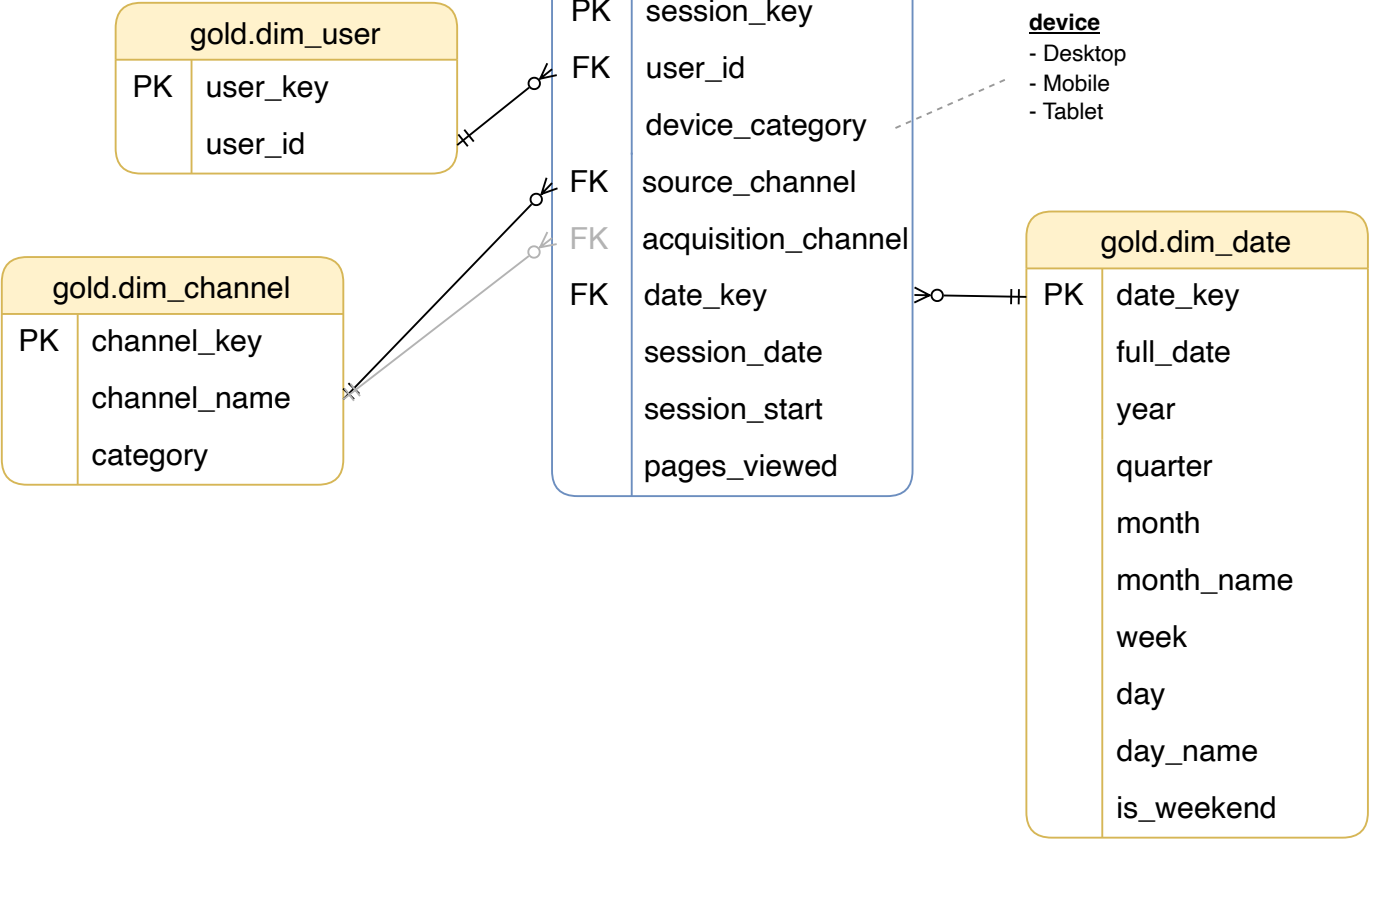 gold.dim_user
PK user_key
user_id
PK session_key
FK user_id
device_category
FK source_channel
FK acquisition_channel
FK date_key
session_date
session_start
pages_viewed
device
- Desktop
- Mobile
- Tablet
gold.dim_channel
PK channel_key
channel_name
category
gold.dim_date
PK date_key
full_date
year
quarter
month
month_name
week
day
day_name
is_weekend